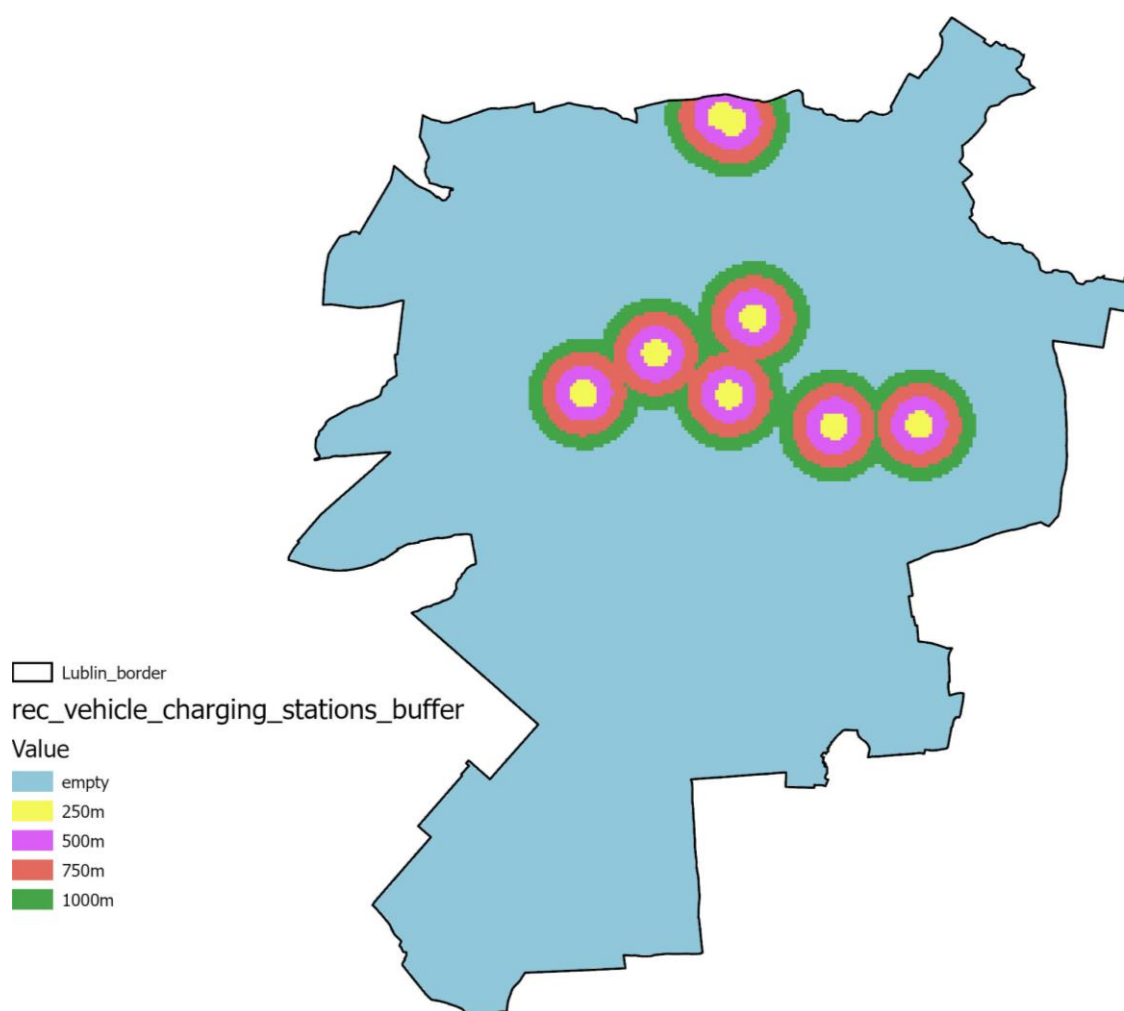 Lublin_border
rec_vehicle_charging_stations_buffer
Value
empty
250m
500m
750m
1000m